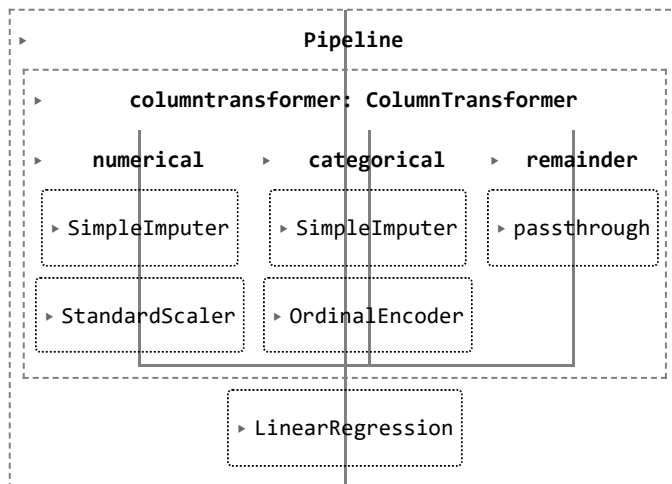 Pipeline
columntransformer: ColumnTransformer
numerical categorical remainder
SimpleImputer SimpleImputer passthrough
StandardScaler OrdinalEncoder
LinearRegression